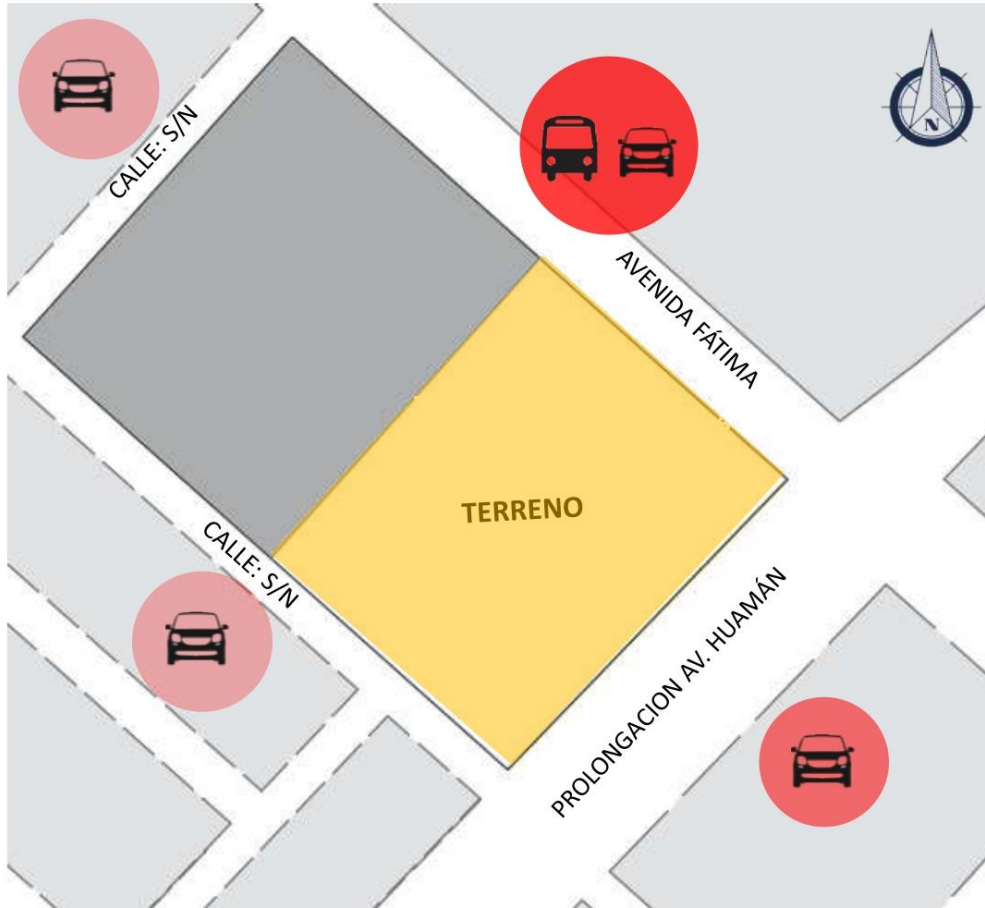 CALLE: S/N
N
AVENIDA FÁTIMA
TERRENO
CALLE: S/N
PROLONGACION AV. HUAMÁN